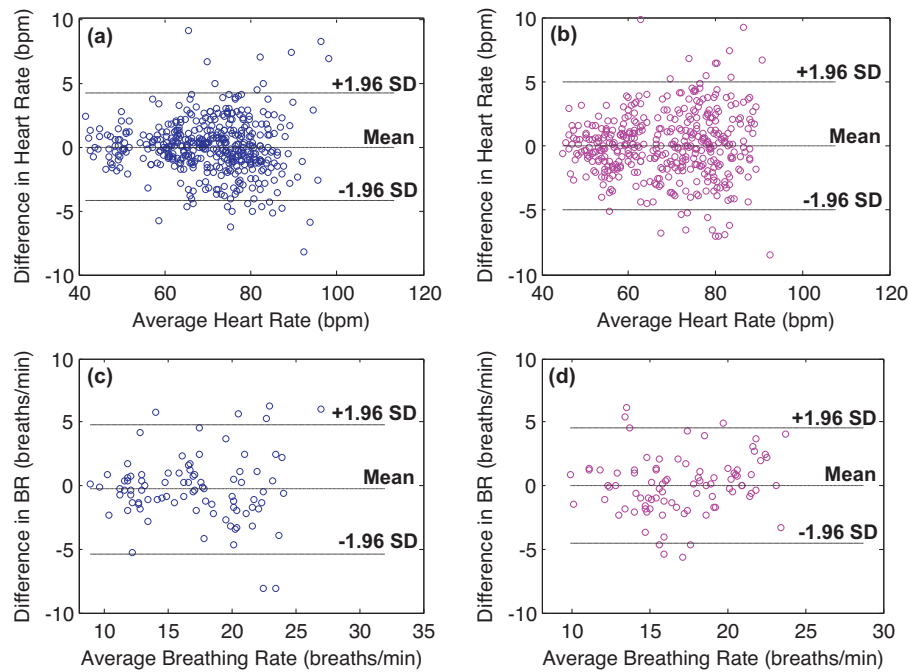 (a)
10
5
0
-5
-10
Difference in Heart Rate (bpm)
+1.96 SD
Mean
-1.96 SD
40 60 80 100 120
Average Heart Rate (bpm)
(b)
10
5
0
-5
-10
Difference in Heart Rate (bpm)
+1.96 SD
Mean
-1.96 SD
40 60 80 100 120
Average Heart Rate (bpm)
(c)
10
5
0
-5
-10
Difference in BR (breaths/min)
+1.96 SD
Mean
-1.96 SD
5 10 15 20 25 30 35
Average Breathing Rate (breaths/min)
(d)
10
5
0
-5
-10
Difference in BR (breaths/min)
+1.96 SD
Mean
-1.96 SD
10 15 20 25 30
Average Breathing Rate (breaths/min)